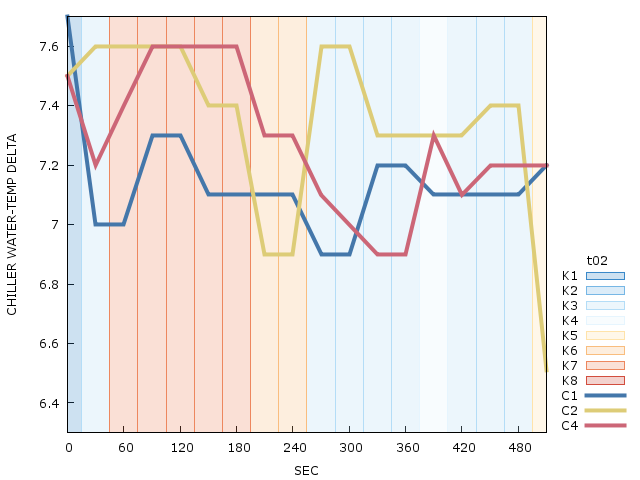 CHILLER WATER-TEMP DELTA
7.6
7.4
7.2
7
6.8
6.6
6.4
0 60 120 180 240 300 360 420 480
SEC
t02
K1
K2
K3
K4
K5
K6
K7
K8
C1
C2
C4